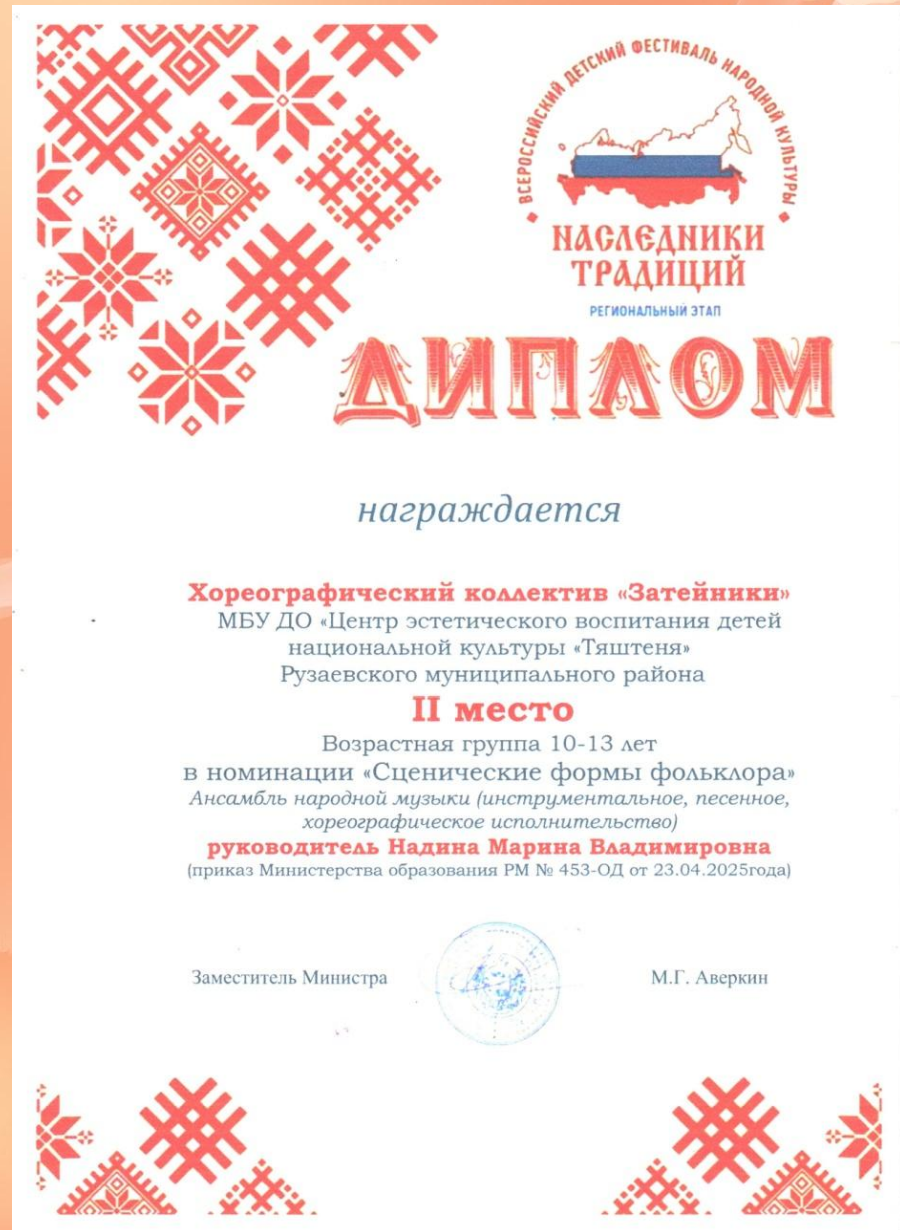 ВСЕРОССИЙСКИЙ ДЕТСКИЙ ФЕСТИВАЛЬ НАРОДНОЙ КУЛЬТУРЫ
НАСЛЕДНИКИ
ТРАДИЦИЙ
РЕГИОНАЛЬНЫЙ ЭТАП
ДИПЛОМ
награждается
Хореографический коллектив «Затейники»
МБУ ДО «Центр эстетического воспитания детей
национальной культуры «Тяштеня»
Рузаевского муниципального района
II место
Возрастная группа 10-13 лет
в номинации «Сценические формы фольклора»
Ансамбль народной музыки (инструментальное, песенное,
хореографическое исполнительство)
руководитель Надина Марина Владимировна
(приказ Министерства образования РМ № 453-ОД от 23.04.2025года)
Заместитель Министра М.Г. Аверкин